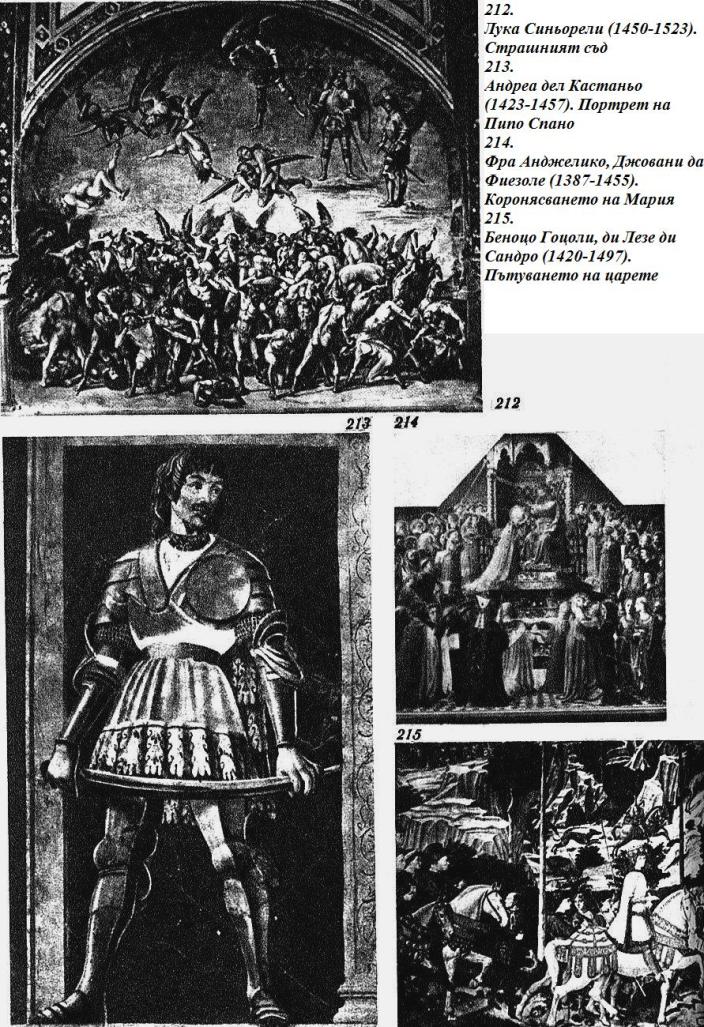 212.
Лука Синьорели (1450-1523).
Страшният съд
213.
Андреа дел Кастаньо
(1423-1457). Портрет на
Пипо Спано
214.
Фра Анджелико, Джовани да
Фиезоле (1387-1455).
Коронясването на Мария
215.
Беноцо Гоцоли, ди Лезе ди
Сандро (1420-1497).
Пътуването на царете
212
213
214
215